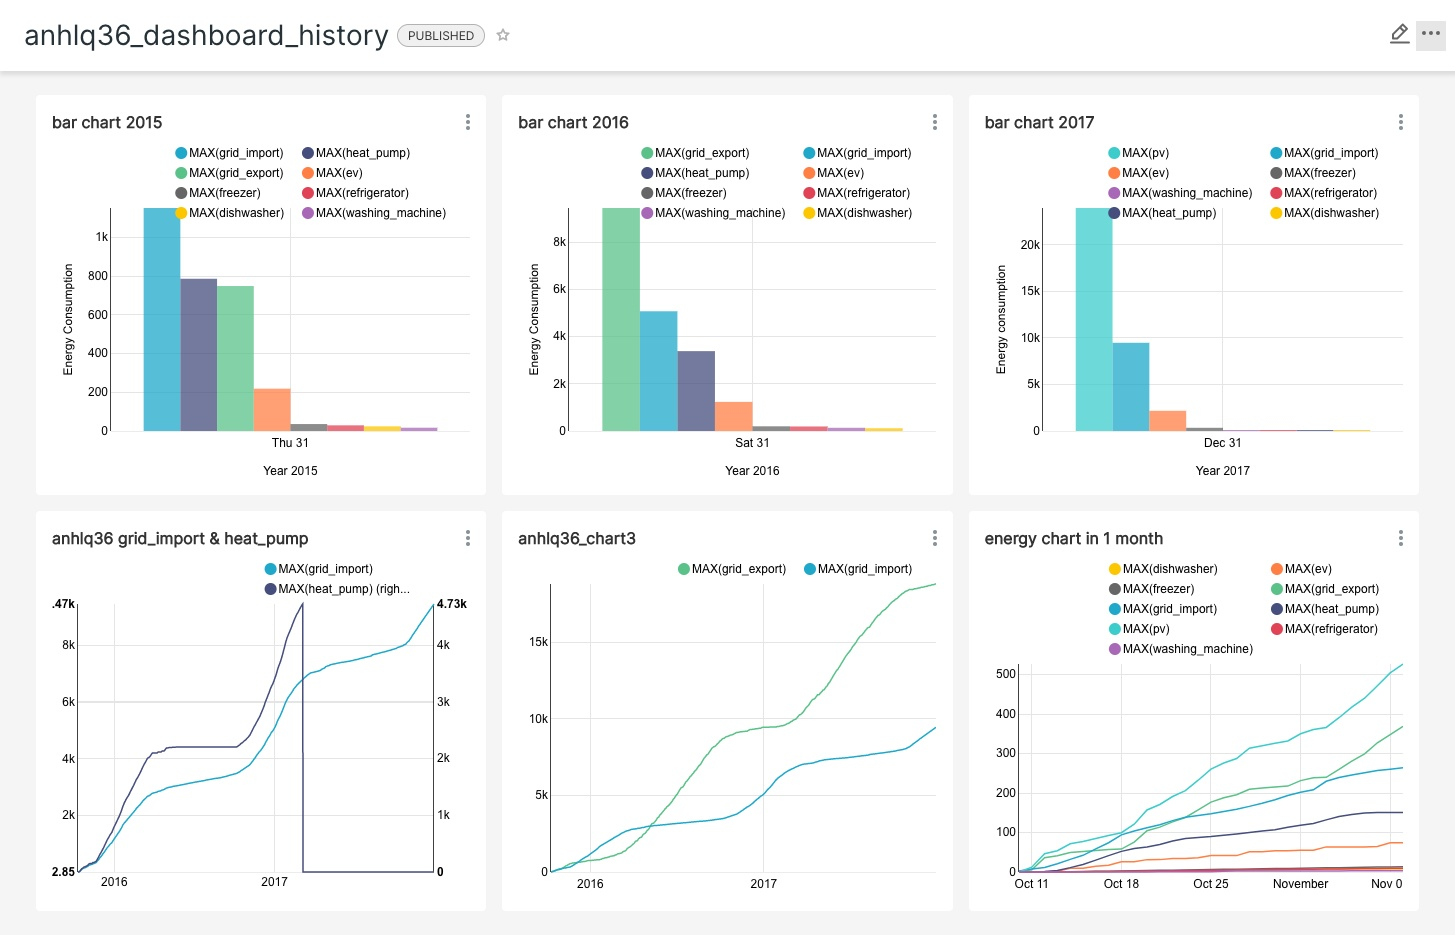 anhlq36_dashboard_history PUBLISHED
bar chart 2015
MAX(grid_import) MAX(heat_pump)
MAX(grid_export) MAX(ev)
MAX(freezer) MAX(refrigerator)
MAX(dishwasher) MAX(washing_machine)
1k
800
600
400
200
0
Energy Consumption
Thu 31
Year 2015
bar chart 2016
MAX(grid_export) MAX(grid_import)
MAX(heat_pump) MAX(ev)
MAX(freezer) MAX(refrigerator)
MAX(washing_machine) MAX(dishwasher)
8k
6k
4k
2k
0
Energy Consumption
Sat 31
Year 2016
bar chart 2017
MAX(pv) MAX(grid_import)
MAX(ev) MAX(freezer)
MAX(washing_machine) MAX(refrigerator)
MAX(heat_pump) MAX(dishwasher)
20k
15k
10k
5k
0
Energy consumption
Dec 31
Year 2017
anhlq36 grid_import & heat_pump
MAX(grid_import)
MAX(heat_pump) (righ...
.47k 4.73k
8k 4k
6k 3k
4k 2k
2k 1k
2.85 0
2016 2017
anhlq36_chart3
MAX(grid_export) MAX(grid_import)
15k
10k
5k
0
2016 2017
energy chart in 1 month
MAX(dishwasher) MAX(ev)
MAX(freezer) MAX(grid_export)
MAX(grid_import) MAX(heat_pump)
MAX(pv) MAX(refrigerator)
MAX(washing_machine)
500
400
300
200
100
0
Oct 11 Oct 18 Oct 25 November Nov 0